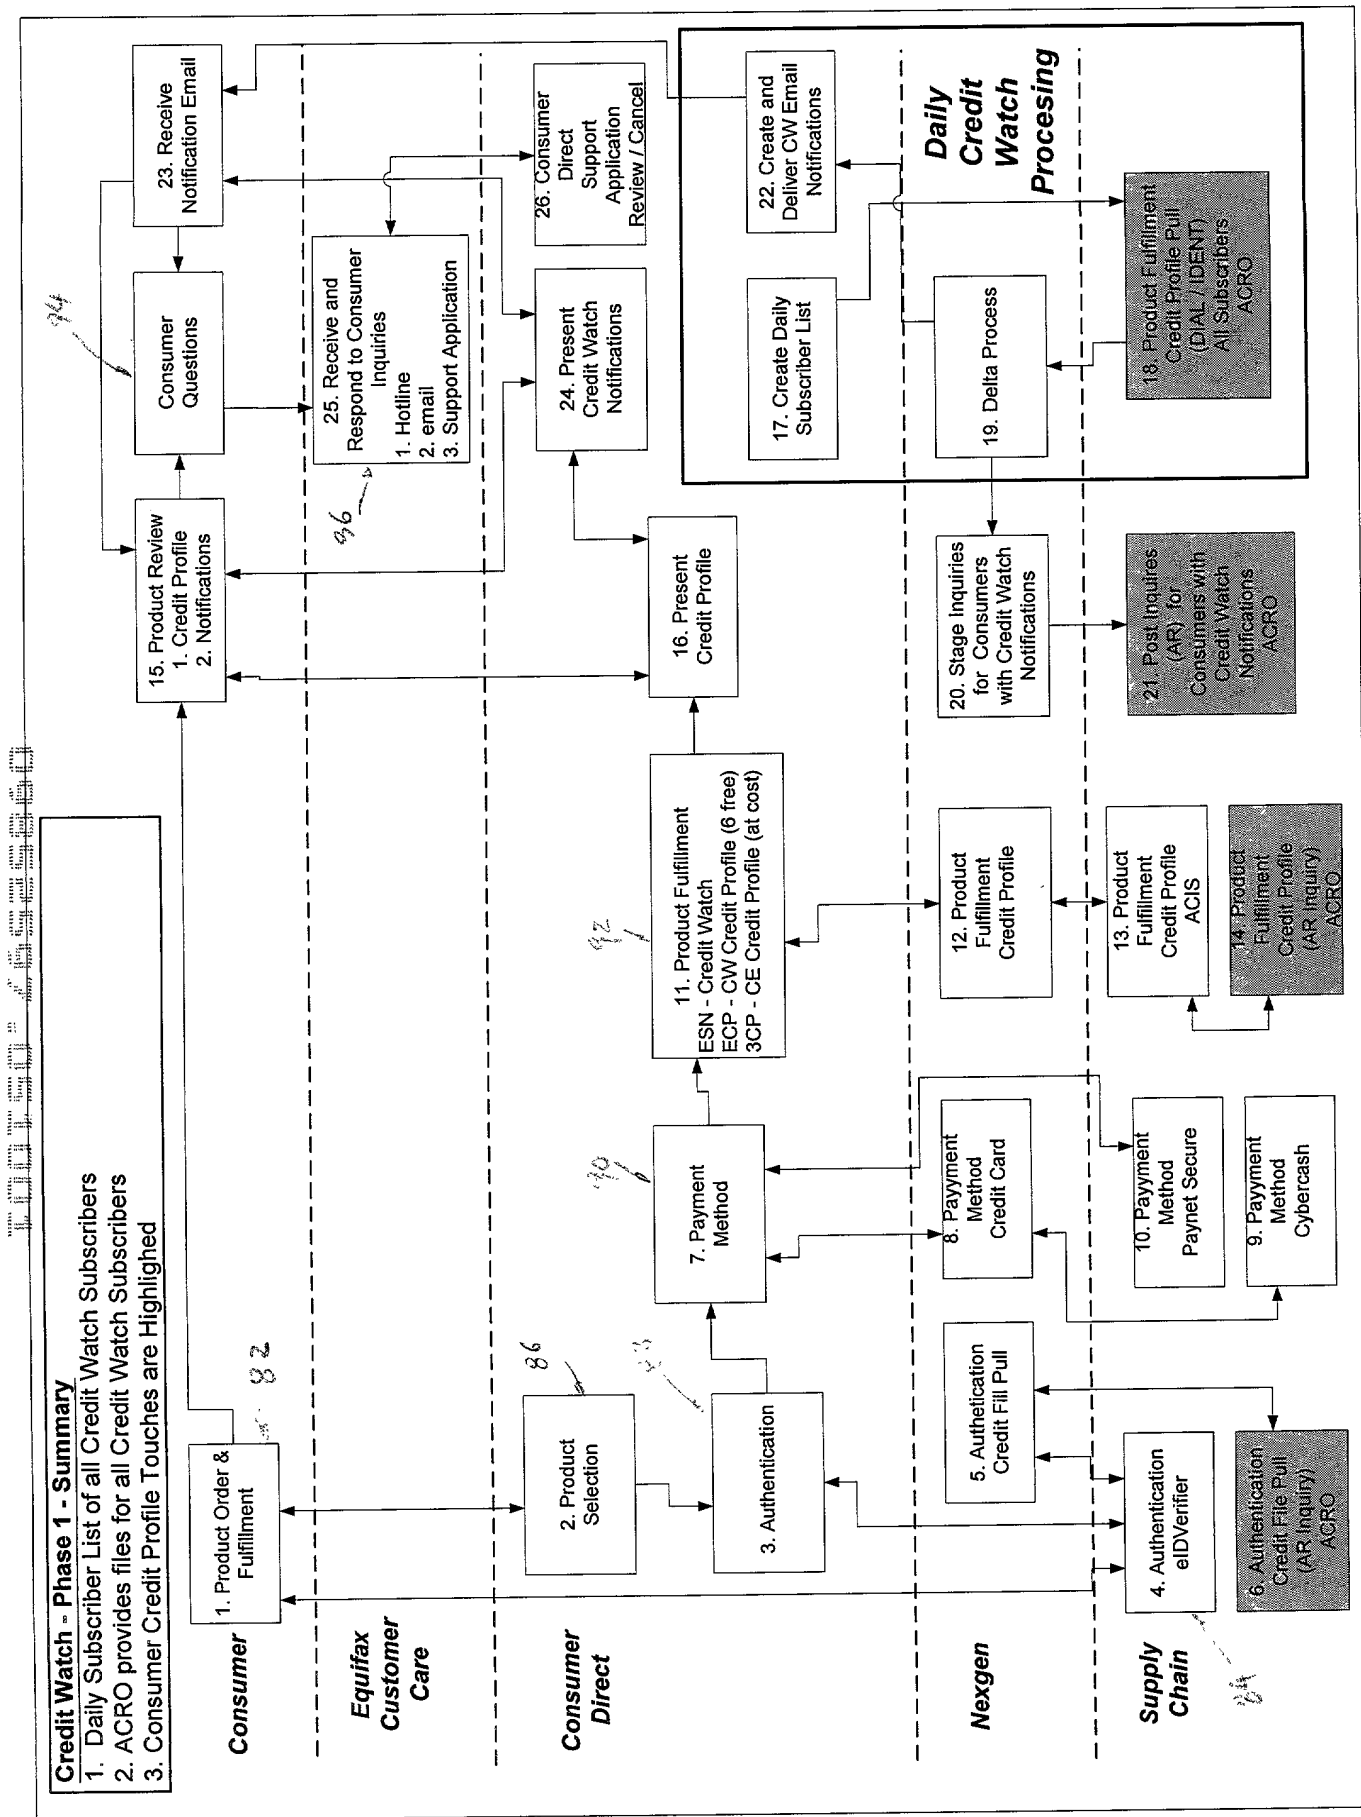 Credit Watch - Phase 1 - Summary
1. Daily Subscriber List of all Credit Watch Subscribers
2. ACRO provides files for all Credit Watch Subscribers
3. Consumer Credit Profile Touches are Highlighed
Consumer
1. Product Order &
Fulfillment
82
15. Product Review
1. Credit Profile
2. Notifications
Consumer
Questions
94
23. Receive
Notification Email
Equifax
Customer
Care
25. Receive and
Respond to Consumer
Inquiries
1. Hotline
2. email
3. Support Application
96
Consumer
Direct
2. Product
Selection
86
3. Authentication
7. Payment
Method
90
11. Product Fulfillment
ESN - Credit Watch
ECP - CW Credit Profile (6 free)
3CP - CE Credit Profile (at cost)
92
16. Present
Credit Profile
24. Present
Credit Watch
Notifications
26. Consumer
Direct
Support
Application
Review / Cancel
17. Create Daily
Subscriber List
22. Create and
Deliver CW Email
Notifications
Nexgen
5. Authetication
Credit Fill Pull
8. Payyment
Method
Credit Card
12. Product
Fulfillment
Credit Profile
20. Stage Inquiries
for Consumers
with Credit Watch
Notifications
19. Delta Process
Daily
Credit
Watch
Procesing
Supply
Chain
4. Authentication
eIDVerifier
84
6. Authentication
Credit File Pull
(AR Inquiry)
ACRO
10. Payyment
Method
Paynet Secure
9. Payyment
Method
Cybercash
13. Product
Fulfillment
Credit Profile
ACIS
14. Product
Fulfillment
Credit Profile
(AR Inquiry)
ACRO
21. Post Inquires
(AR) for
Consumers with
Credit Watch
Notifications
ACRO
18. Product Fulfillment
Credit Profile Pull
(DIAL / IDENT)
All Subscribers
ACRO